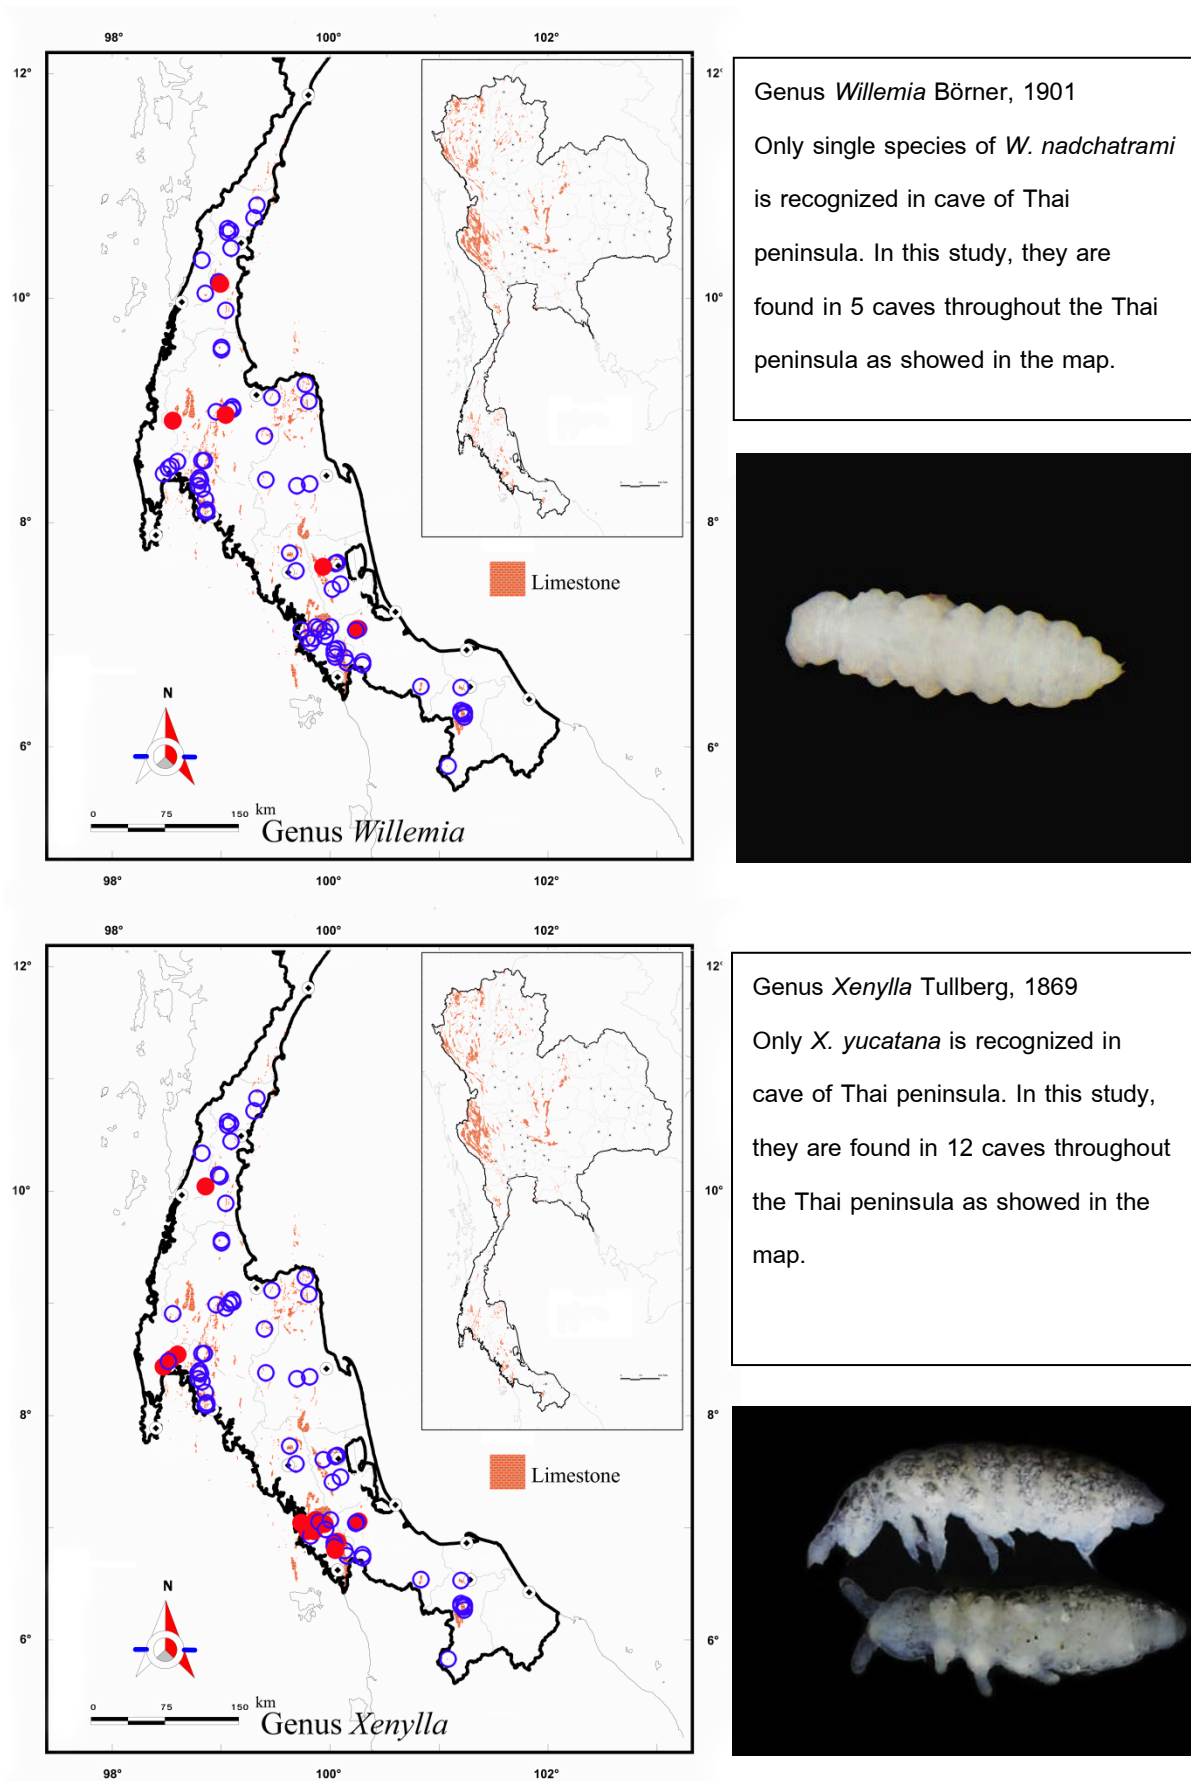 98°
100°
102°
12°
10°
8°
6°
12°
Limestone
N
0
75
150
km
Genus Willemia
98°
100°
102°
Genus Willemia Börner, 1901
Only single species of W. nadchatrami
is recognized in cave of Thai
peninsula. In this study, they are
found in 5 caves throughout the Thai
peninsula as showed in the map.
98°
100°
102°
12°
10°
8°
6°
12°
10°
8°
6°
Limestone
N
0
75
150
km
Genus Xenylla
98°
100°
102°
Genus Xenylla Tullberg, 1869
Only X. yucatana is recognized in
cave of Thai peninsula. In this study,
they are found in 12 caves throughout
the Thai peninsula as showed in the
map.